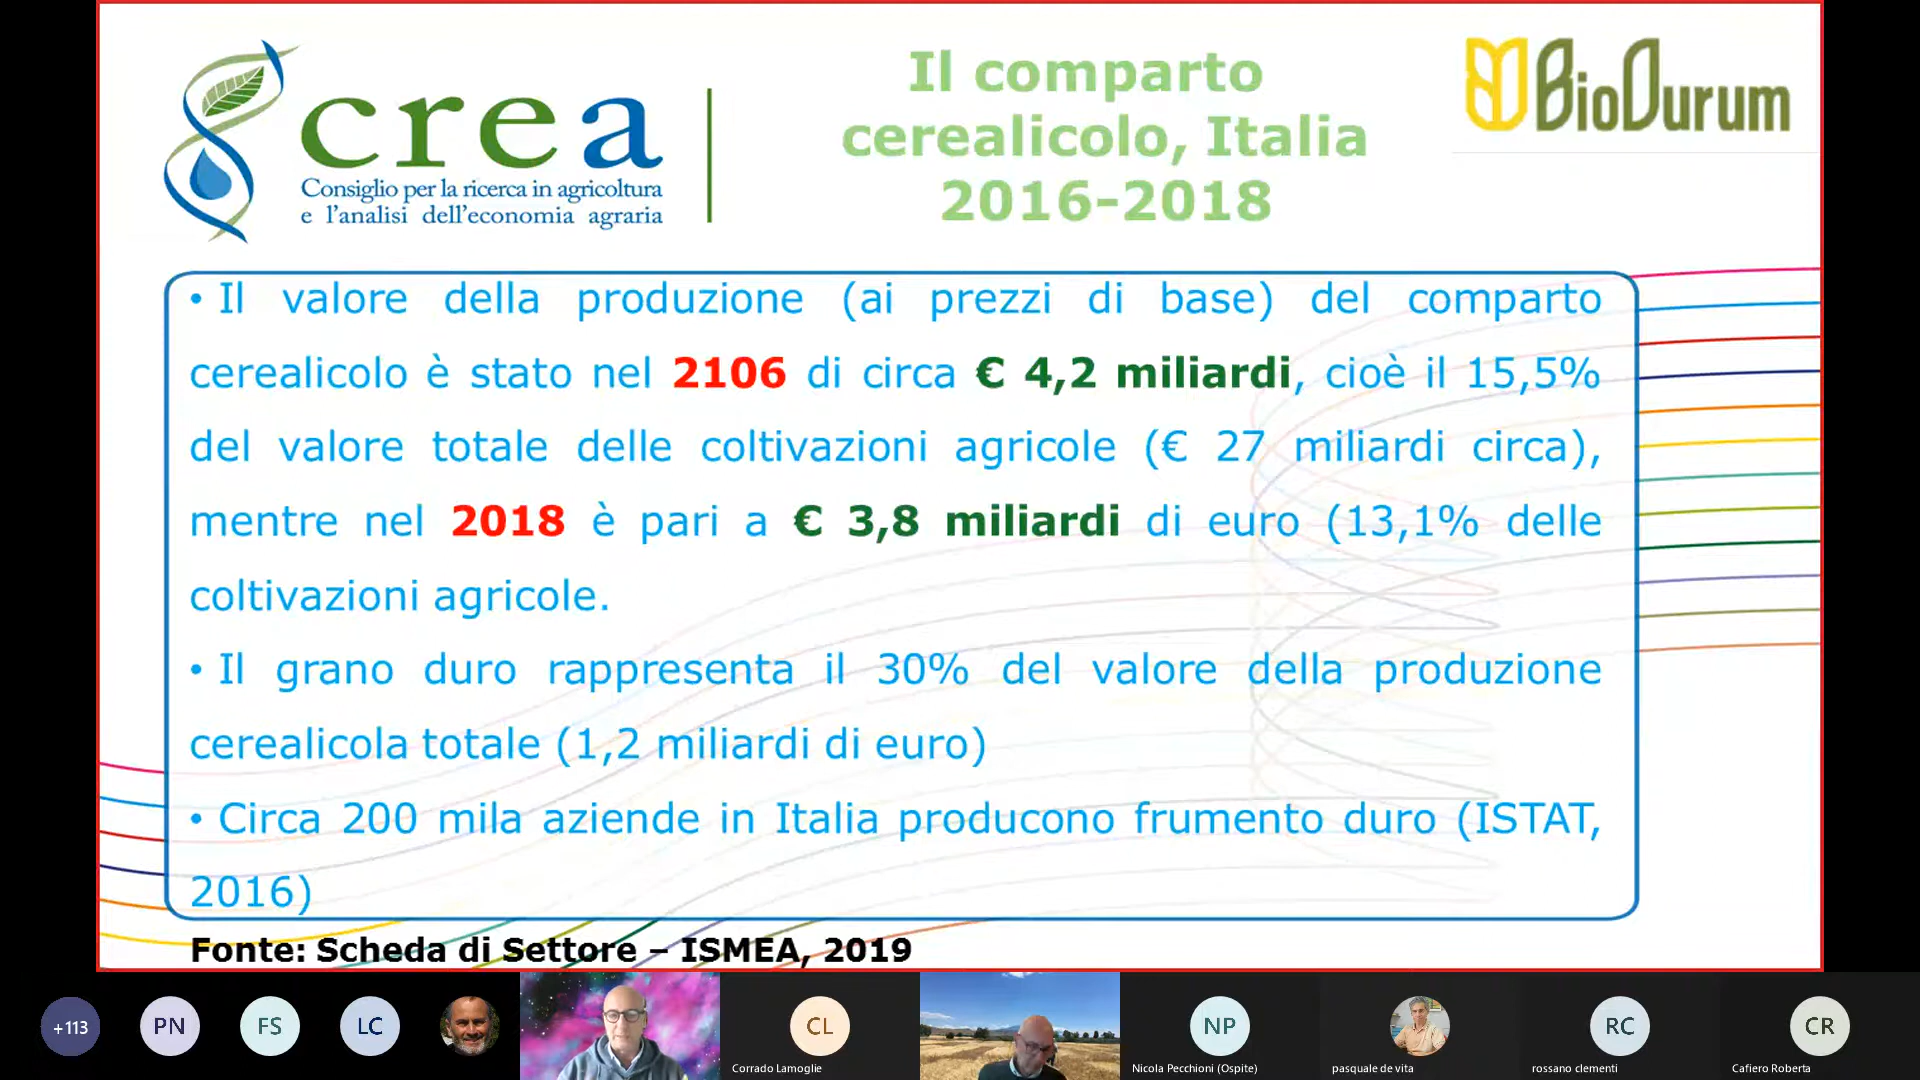 crea
Consiglio per la ricerca in agricoltura
e l'analisi dell'economia agraria
Il comparto
cerealicolo, Italia
2016-2018
BioDurum
• Il valore della produzione (ai prezzi di base) del comparto
cerealicolo è stato nel 2106 di circa € 4,2 miliardi, cioè il 15,5%
del valore totale delle coltivazioni agricole (€ 27 miliardi circa),
mentre nel 2018 è pari a € 3,8 miliardi di euro (13,1% delle
coltivazioni agricole.
• Il grano duro rappresenta il 30% del valore della produzione
cerealicola totale (1,2 miliardi di euro)
• Circa 200 mila aziende in Italia producono frumento duro (ISTAT,
2016)
Fonte: Scheda di Settore – ISMEA, 2019
+113
PN
FS
LC
CL
NP
RC
CR
Corrado Lamoglie
Nicola Pecchioni (Ospite)
pasquale de vita
rossano clementi
Cafiero Roberta